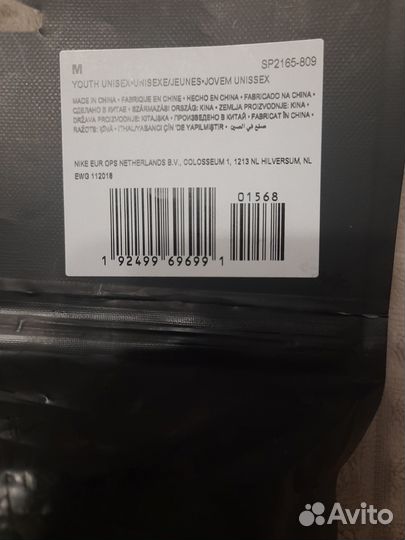 M SP2165-809
YOUTH UNISEX•UNISEXE/JEUNES•JOVEM UNISSEX
MADE IN CHINA • FABRIQUE EN CHINE • HECHO EN CHINA • FABRICADO NA CHINA •
СДЕЛАНО В КИТАЕ • SZÁRMAZÁSI ORSZÁG: KÍNA • ZEMLJA PROIZVODNJE: KINA •
DRŽAVA PROIZVODNJE: KITAJSKA • ПРОИЗВЕДЕНО В КИТАЙ • FABRICAT ÎN CHINA •
RAŽOTS: ĶĪNĀ • ITHAL/YABANCI ÇİN 'DE YAPILMIŞTIR • صنع في الصين •
NIKE EUR OPS NETHERLANDS B.V., COLOSSEUM 1, 1213 NL HILVERSUM, NL
EWG 112018
01568
1 92499 69699 1
Avito